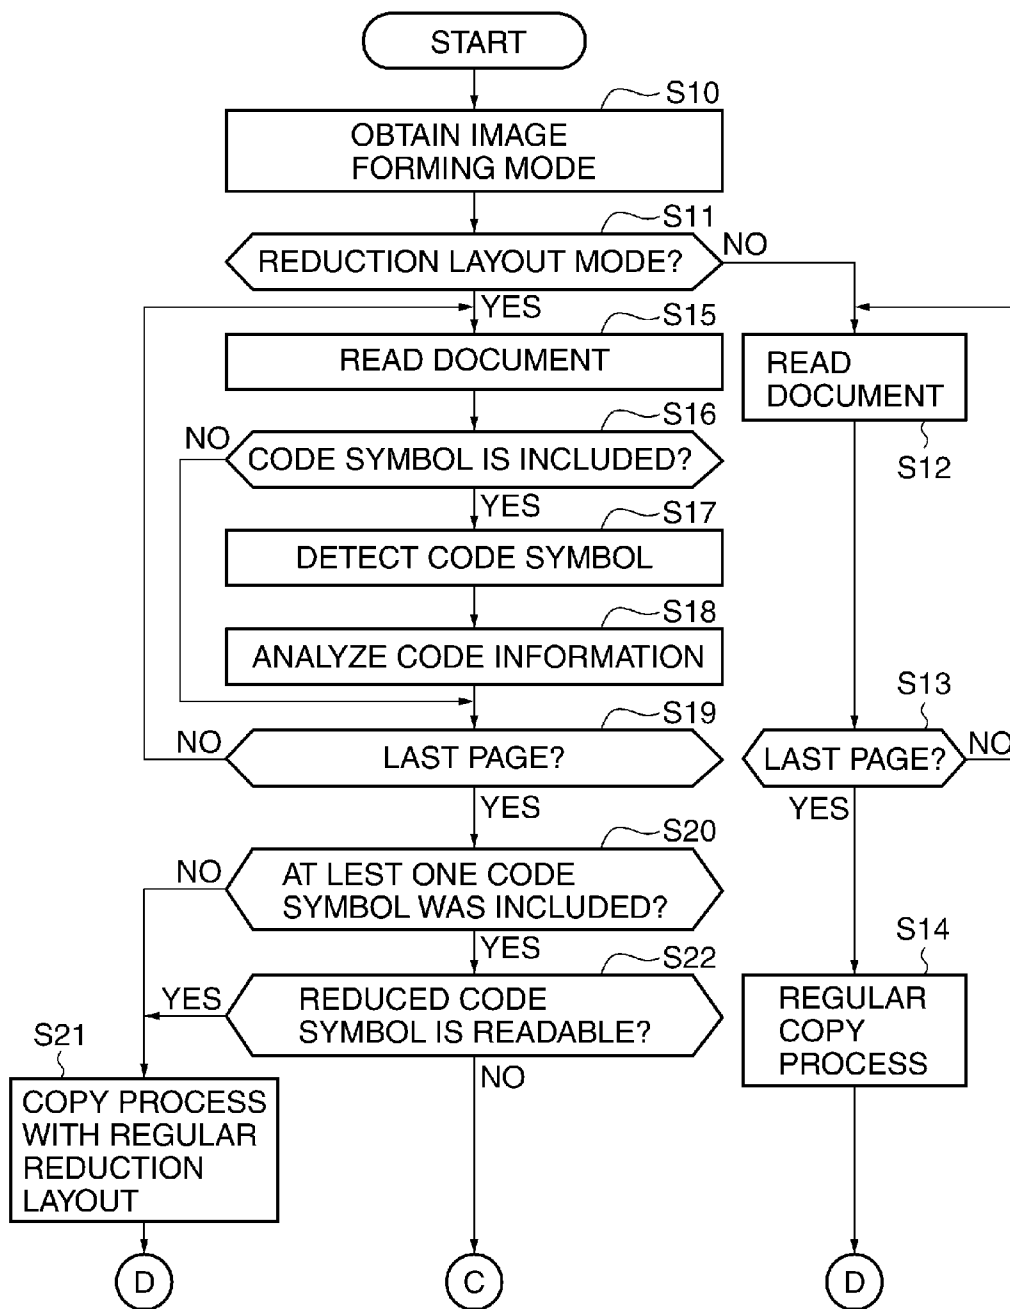 START
S10
OBTAIN IMAGE
FORMING MODE
S11
REDUCTION LAYOUT MODE?
NO
YES
S15
READ DOCUMENT
READ
DOCUMENT
S12
S16
NO
CODE SYMBOL IS INCLUDED?
YES
S17
DETECT CODE SYMBOL
S18
ANALYZE CODE INFORMATION
S19
NO
LAST PAGE?
YES
S13
LAST PAGE?
NO
YES
S20
NO
AT LEST ONE CODE
SYMBOL WAS INCLUDED?
YES
S22
YES
REDUCED CODE
SYMBOL IS READABLE?
NO
S14
REGULAR
COPY
PROCESS
S21
COPY PROCESS
WITH REGULAR
REDUCTION
LAYOUT
D
C
D